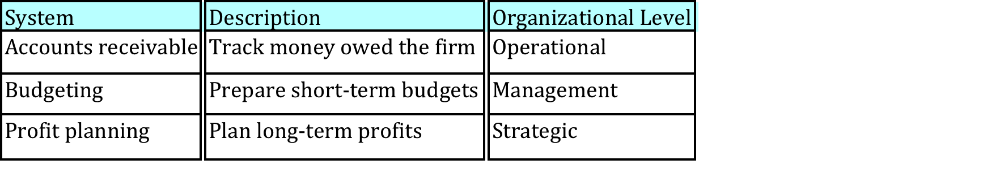 System Description Organizational Level
Accounts receivable Track money owed the firm Operational
Budgeting Prepare short-term budgets Management
Profit planning Plan long-term profits Strategic